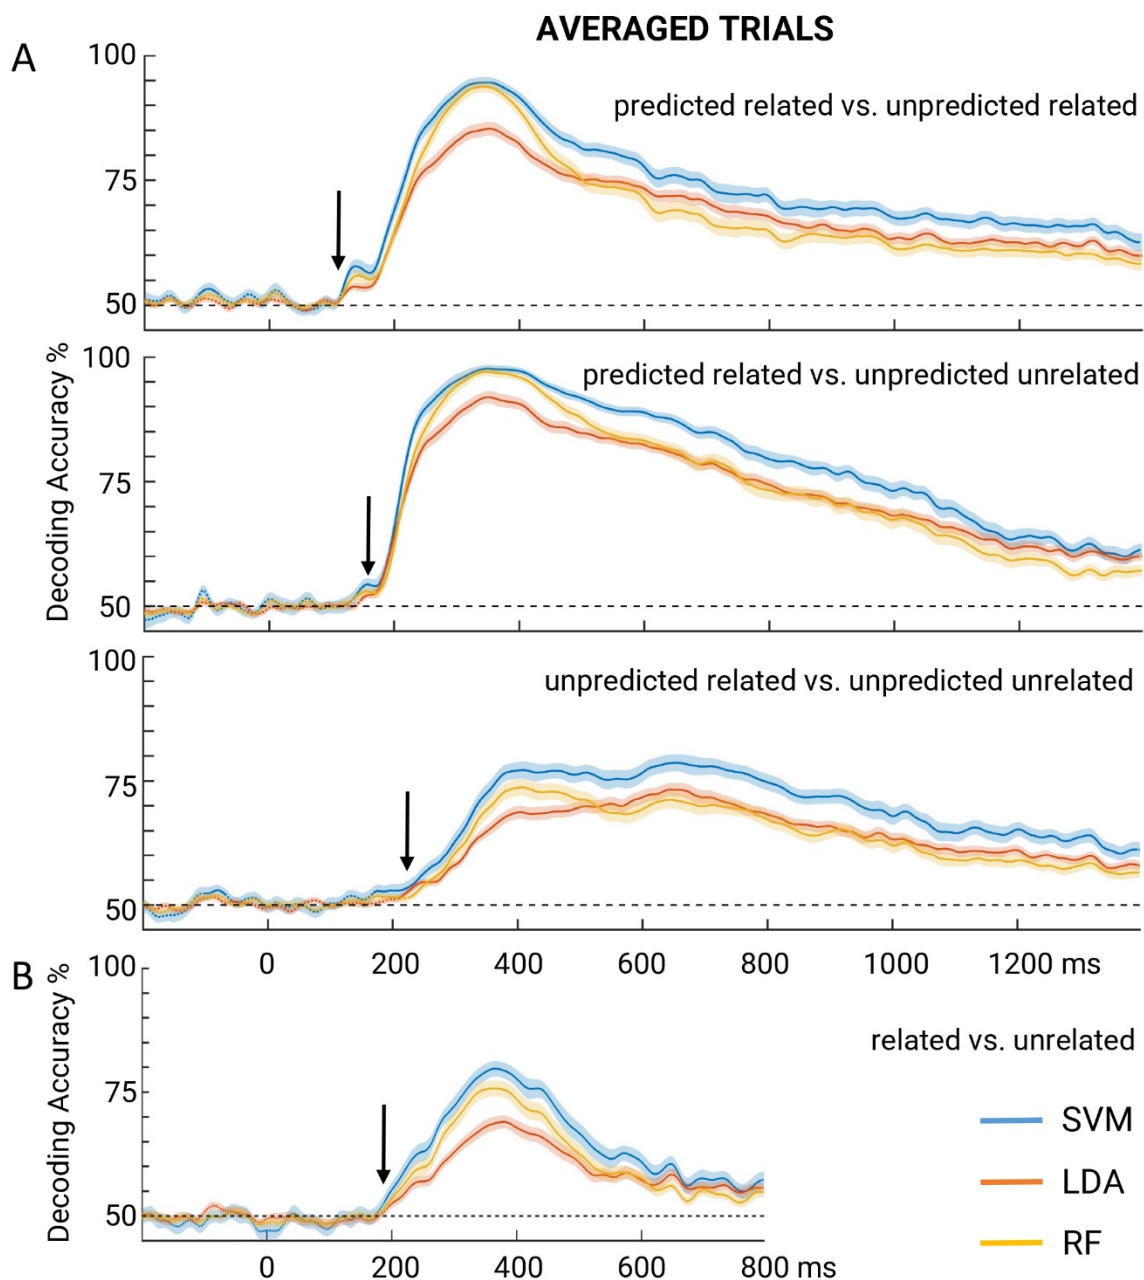 AVERAGED TRIALS
A
100
predicted related vs. unpredicted related
75
50
Decoding Accuracy %
100
predicted related vs. unpredicted unrelated
75
50
100
unpredicted related vs. unpredicted unrelated
75
50
0 200 400 600 800 1000 1200 ms
B
Decoding Accuracy %
100
related vs. unrelated
75
SVM
LDA
50
RF
0 200 400 600 800 ms